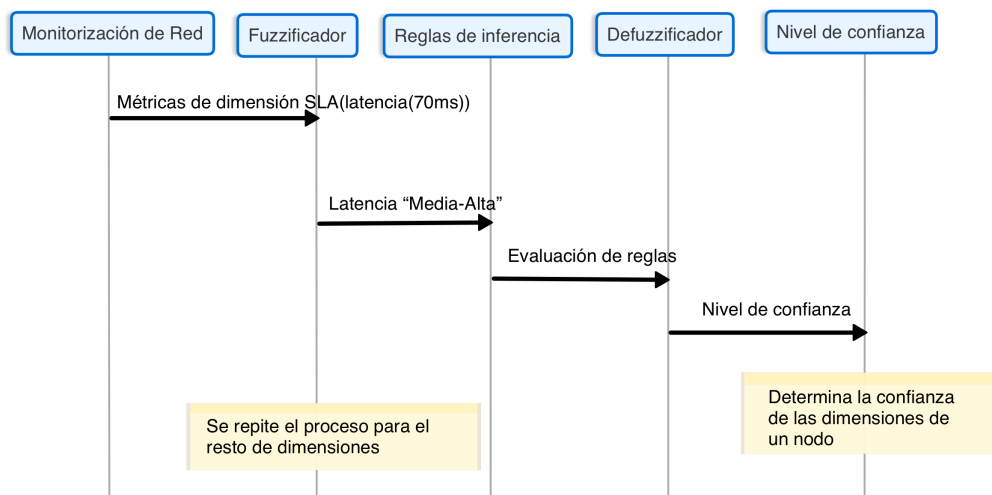 Monitorización de Red
Fuzzificador
Reglas de inferencia
Defuzzificador
Nivel de confianza
Métricas de dimensión SLA(latencia(70ms))
Latencia “Media-Alta”
Evaluación de reglas
Nivel de confianza
Determina la confianza
de las dimensiones de
un nodo
Se repite el proceso para el
resto de dimensiones